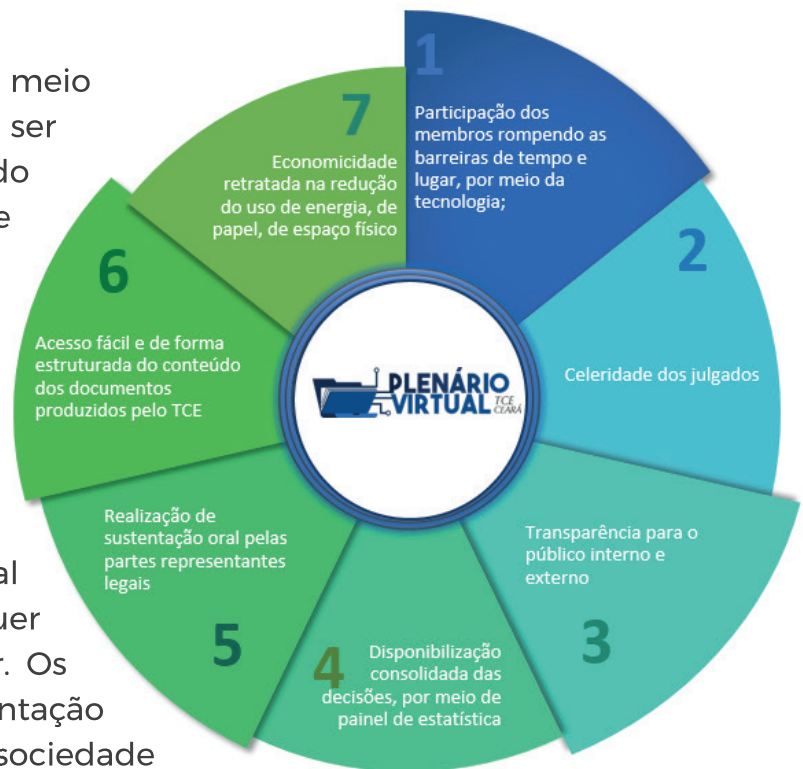 meio
ser
do
e
al
uer
r. Os
ntação
sociedade
1
Participação dos
membros rompendo as
barreiras de tempo e
lugar, por meio da
tecnologia;
2
Celeridade dos julgados
3
Transparência para o
público interno e
externo
4
Disponibilização
consolidada das
decisões, por meio de
painel de estatística
5
Realização de
sustentação oral pelas
partes representantes
legais
6
Acesso fácil e de forma
estruturada do conteúdo
dos documentos
produzidos pelo TCE
7
Economicidade
retratada na redução
do uso de energia, de
papel, de espaço físico
PLENÁRIO
VIRTUAL TCE
CEARÁ